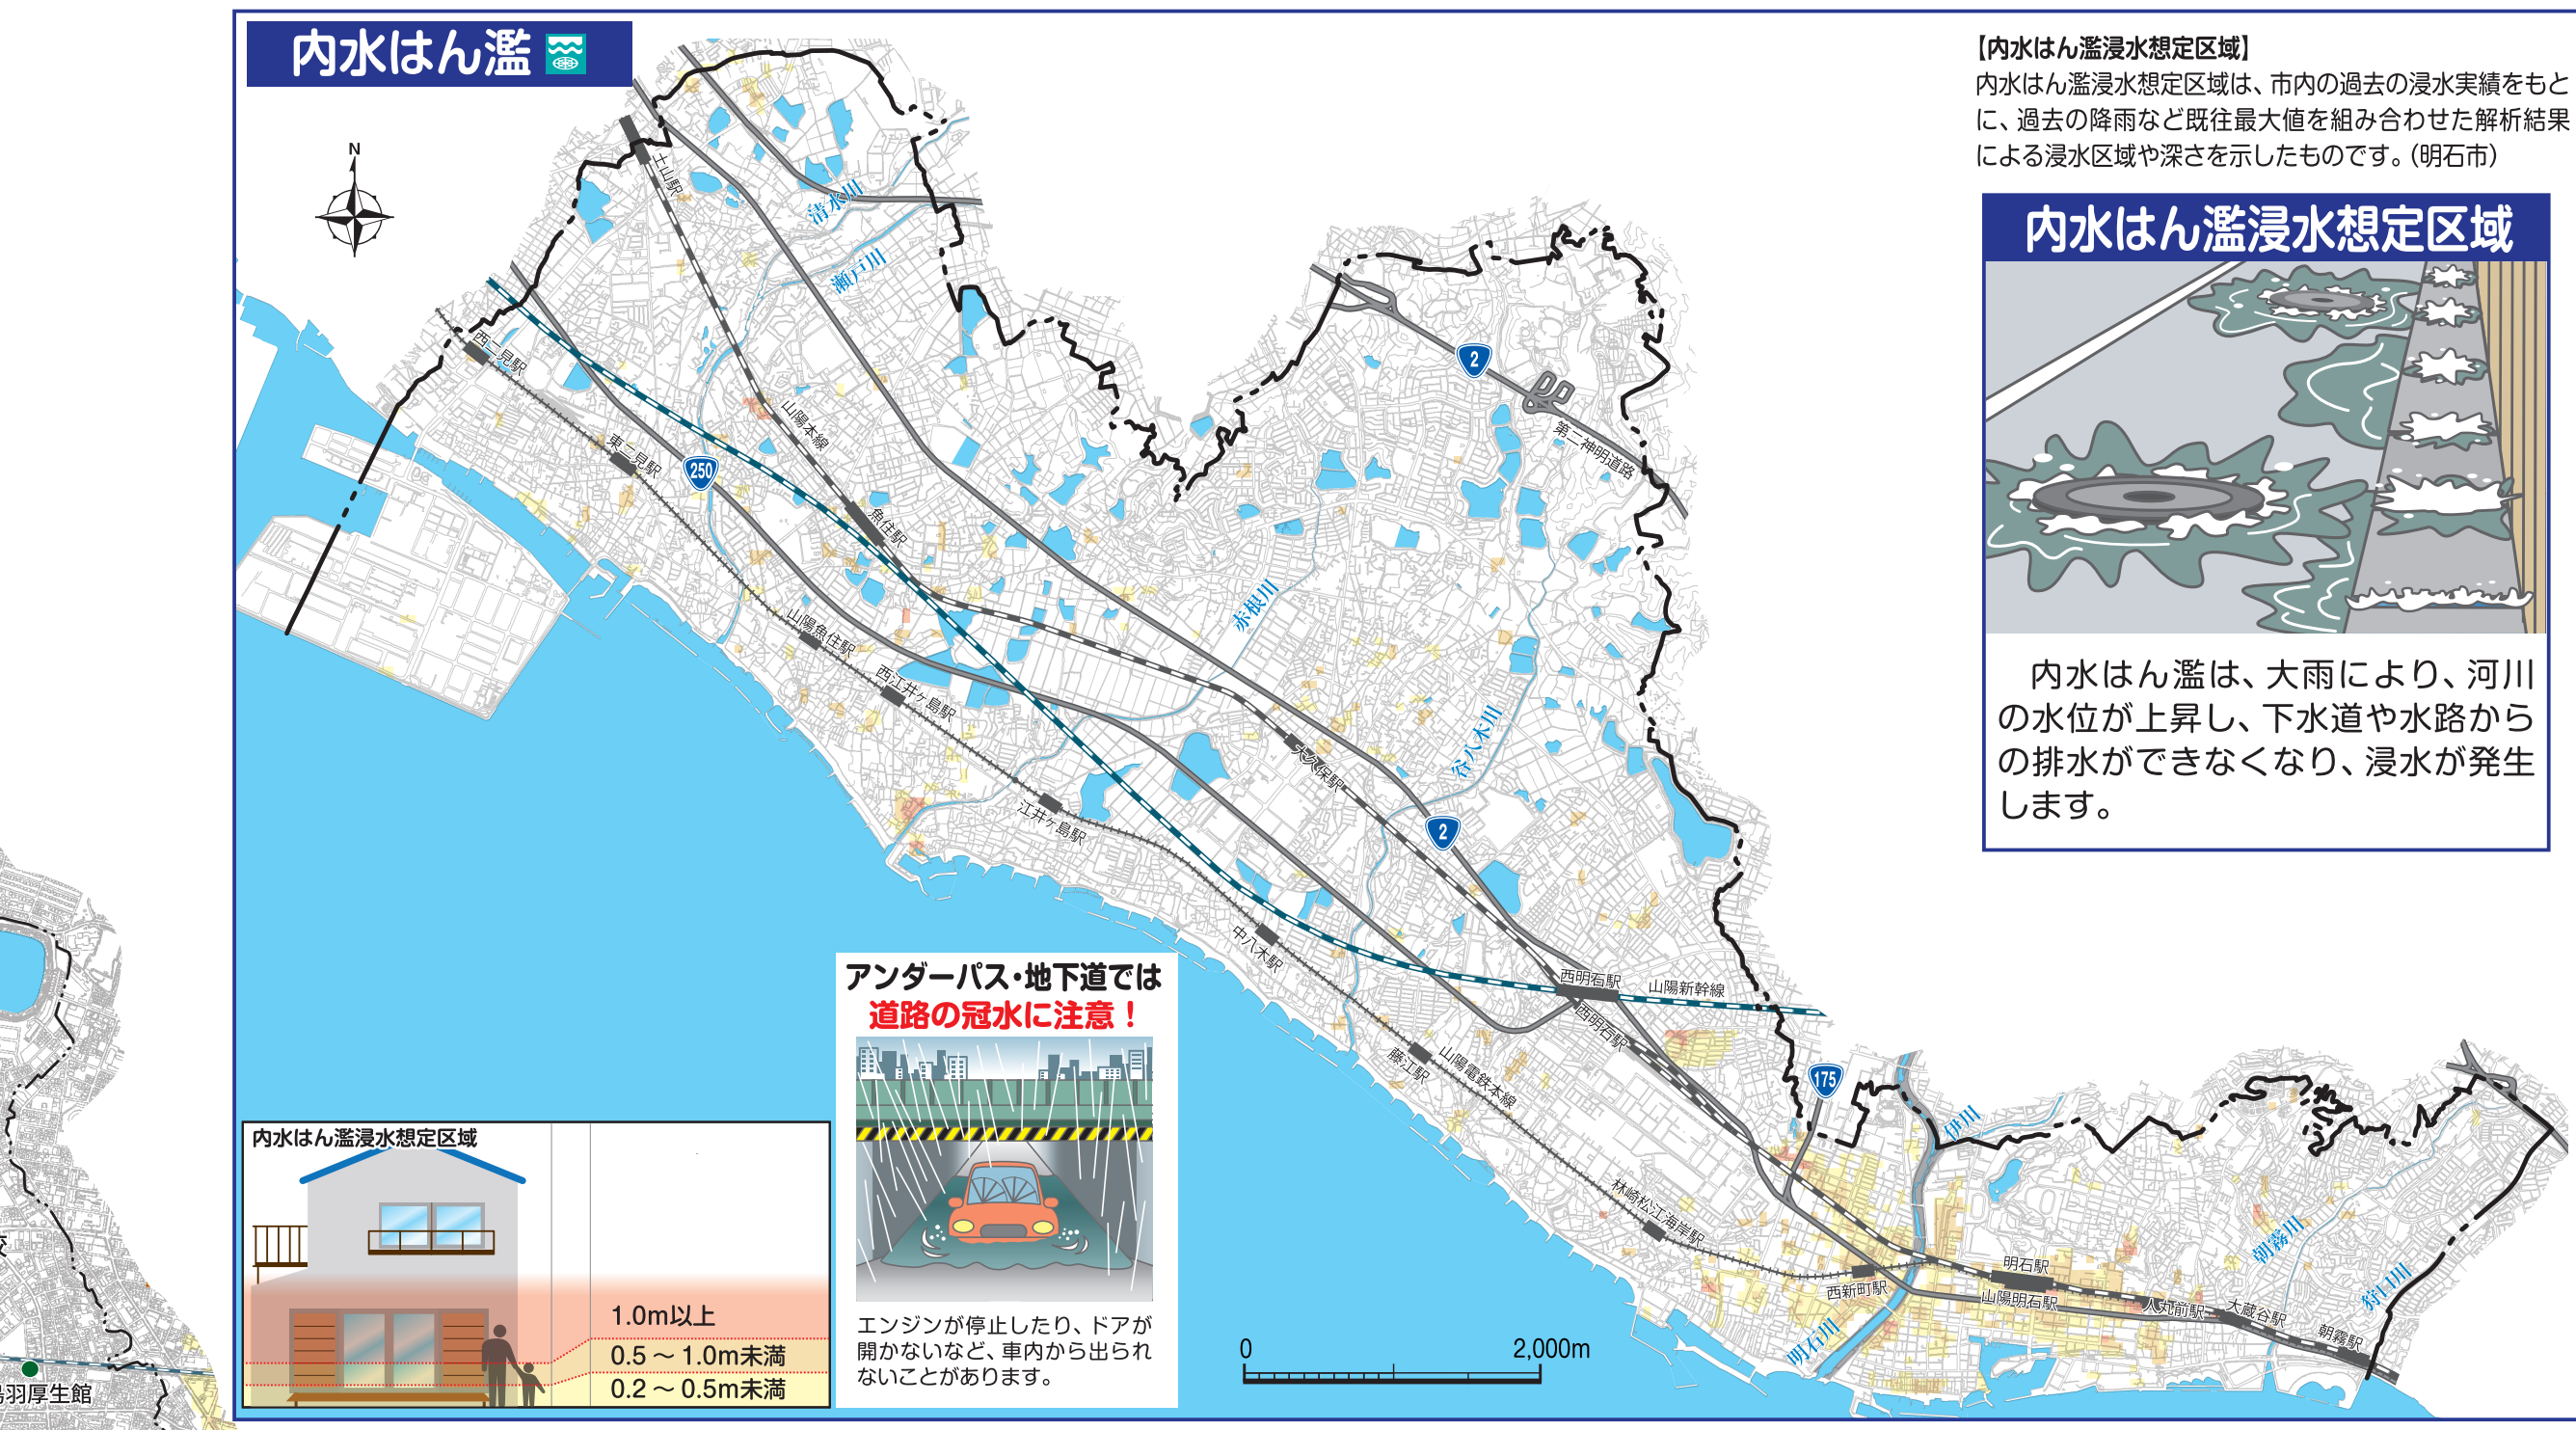 内水はん濫
N
【内水はん濫浸水想定区域】
内水はん濫浸水想定区域は、市内の過去の浸水実績をもと
に、過去の降雨など既往最大値を組み合わせた解析結果
による浸水区域や深さを示したものです。（明石市）
内水はん濫浸水想定区域
内水はん濫は、大雨により、河川
の水位が上昇し、下水道や水路から
の排水ができなくなり、浸水が発生
します。
土山駅
清水川
瀬戸川
西二見駅
東二見駅
250
山陽本線
魚住駅
山陽魚住駅
西江井ヶ島駅
江井ヶ島駅
赤根川
2
第二神明道路
谷八木川
大久保駅
2
中八木駅
西明石駅
山陽新幹線
西明石駅
藤江駅
山陽電鉄本線
175
伊川
林崎松江海岸駅
西新町駅
明石駅
山陽明石駅
人丸前駅
大蔵谷駅
朝霧駅
朝霧川
狩口川
明石川
アンダーパス・地下道では
道路の冠水に注意！
エンジンが停止したり、ドアが
開かないなど、車内から出られ
ないことがあります。
内水はん濫浸水想定区域
1.0m以上
0.5 ～ 1.0m未満
0.2 ～ 0.5m未満
0 2,000m
羽厚生館